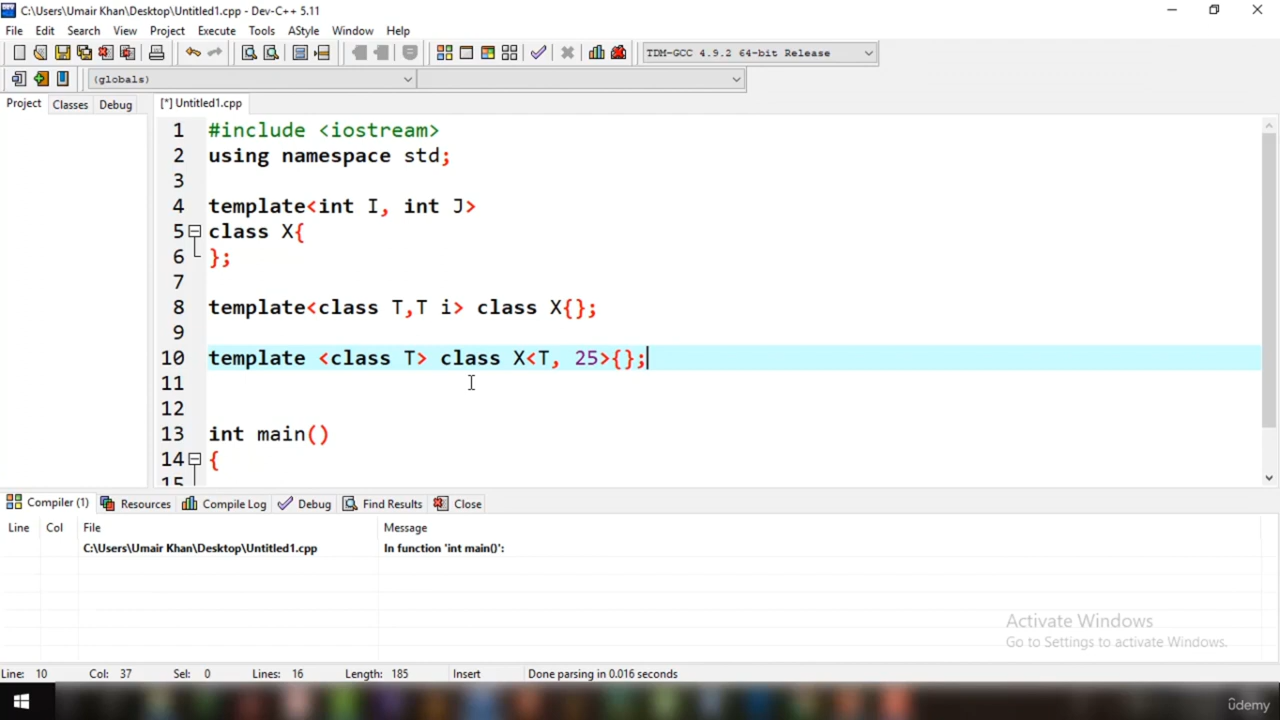 C:\Users\Umair Khan\Desktop\Untitled1.cpp - Dev-C++ 5.11
File Edit Search View Project Execute Tools AStyle Window Help
TDM-GCC 4.9.2 64-bit Release
(globals)
Project Classes Debug [*] Untitled1.cpp
1 #include <iostream>
2 using namespace std;
3
4 template<int I, int J>
5 class X{
6 };
7
8 template<class T,T i> class X{};
9
10 template <class T> class X<T, 25>{};
11
12
13 int main()
14 {
15
Compiler (1) Resources Compile Log Debug Find Results Close
Line Col File Message
C:\Users\Umair Khan\Desktop\Untitled1.cpp In function 'int main()':
Activate Windows
Go to Settings to activate Windows.
Line: 10 Col: 37 Sel: 0 Lines: 16 Length: 185 Insert Done parsing in 0.016 seconds
ûdemy